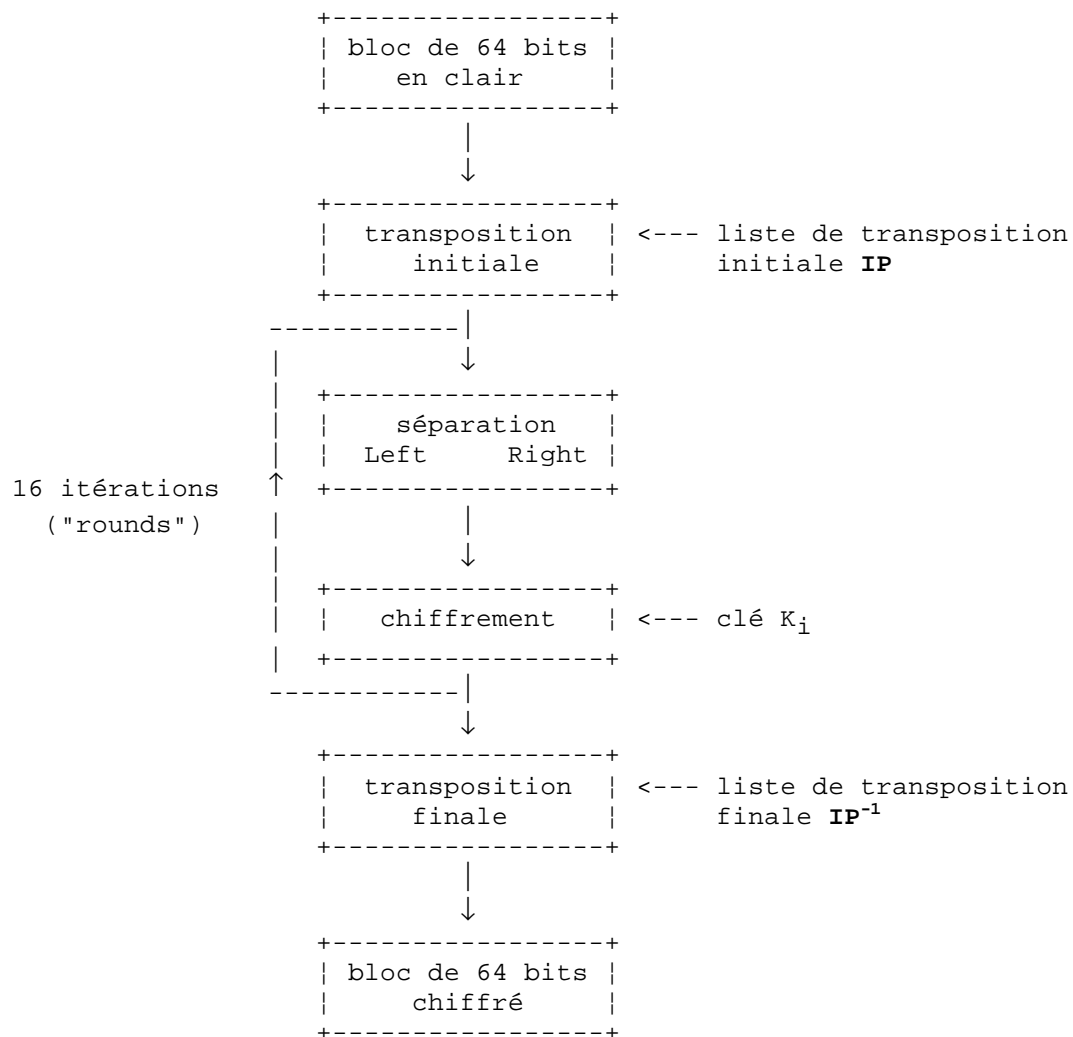 bloc de 64 bits
en clair
transposition <--- liste de transposition
initiale initiale IP
séparation
Left Right
16 itérations
("rounds")
chiffrement <--- clé Ki
transposition <--- liste de transposition
finale finale IP-1
bloc de 64 bits
chiffré